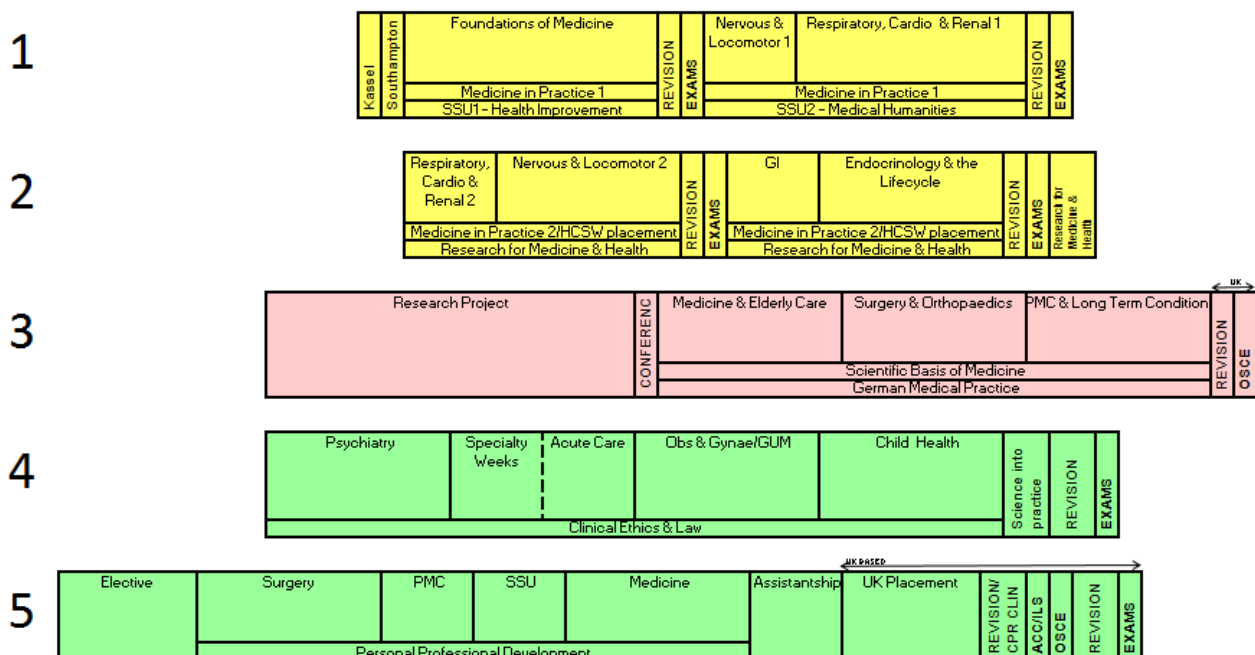 1
Kassel
Southampton
Foundations of Medicine
REVISION
EXAMS
Nervous &
Locomotor 1
Respiratory, Cardio & Renal 1
REVISION
EXAMS
Medicine in Practice 1
Medicine in Practice 1
SSU1 - Health Improvement
SSU2 - Medical Humanities
2
Respiratory,
Cardio &
Renal 2
Nervous & Locomotor 2
REVISION
EXAMS
GI
Endocrinology & the
Lifecycle
REVISION
EXAMS
Research for
Medicine &
Health
Medicine in Practice 2/HCSW placement
Medicine in Practice 2/HCSW placement
Research for Medicine & Health
Research for Medicine & Health
UK
3
Research Project
CONFERENC
Medicine & Elderly Care
Surgery & Orthopaedics
PMC & Long Term Condition
REVISION
OSCE
Scientific Basis of Medicine
German Medical Practice
4
Psychiatry
Specialty
Weeks
Acute Care
Obs & Gynae/GUM
Child Health
Science into
practice
REVISION
EXAMS
Clinical Ethics & Law
UK BASED
5
Elective
Surgery
PMC
SSU
Medicine
Assistantship
UK Placement
REVISION/
CPR CLIN
ACC/ILS
OSCE
REVISION
EXAMS
Personal Professional Development